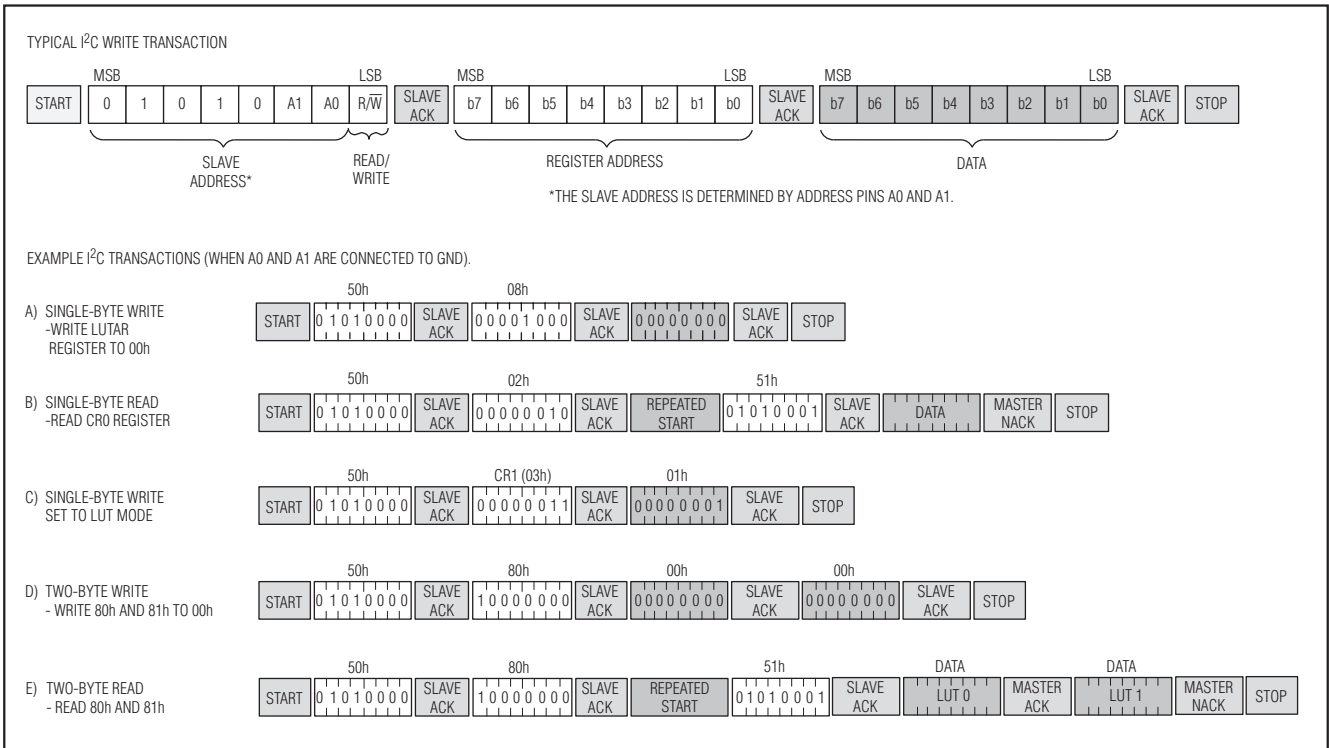 TYPICAL I2C WRITE TRANSACTION
MSB LSB MSB LSB MSB LSB
START 0 1 0 1 0 A1 A0 R/W̅ SLAVE ACK b7 b6 b5 b4 b3 b2 b1 b0 SLAVE ACK b7 b6 b5 b4 b3 b2 b1 b0 SLAVE ACK STOP
SLAVE ADDRESS* READ/WRITE REGISTER ADDRESS DATA
*THE SLAVE ADDRESS IS DETERMINED BY ADDRESS PINS A0 AND A1.
EXAMPLE I2C TRANSACTIONS (WHEN A0 AND A1 ARE CONNECTED TO GND).
50h 08h
A) SINGLE-BYTE WRITE
-WRITE LUTAR
REGISTER TO 00h
START 0 1 0 1 0 0 0 0 SLAVE ACK 0 0 0 0 1 0 0 0 SLAVE ACK 0 0 0 0 0 0 0 0 SLAVE ACK STOP
50h 02h 51h
B) SINGLE-BYTE READ
-READ CR0 REGISTER
START 0 1 0 1 0 0 0 0 SLAVE ACK 0 0 0 0 0 0 1 0 SLAVE ACK REPEATED START 0 1 0 1 0 0 0 1 SLAVE ACK DATA MASTER NACK STOP
50h CR1 (03h) 01h
C) SINGLE-BYTE WRITE
SET TO LUT MODE
START 0 1 0 1 0 0 0 0 SLAVE ACK 0 0 0 0 0 0 1 1 SLAVE ACK 0 0 0 0 0 0 0 1 SLAVE ACK STOP
50h 80h 00h 00h
D) TWO-BYTE WRITE
- WRITE 80h AND 81h TO 00h
START 0 1 0 1 0 0 0 0 SLAVE ACK 1 0 0 0 0 0 0 0 SLAVE ACK 0 0 0 0 0 0 0 0 SLAVE ACK 0 0 0 0 0 0 0 0 SLAVE ACK STOP
50h 80h 51h DATA DATA
E) TWO-BYTE READ
- READ 80h AND 81h
START 0 1 0 1 0 0 0 0 SLAVE ACK 1 0 0 0 0 0 0 0 SLAVE ACK REPEATED START 0 1 0 1 0 0 0 1 SLAVE ACK LUT 0 MASTER ACK LUT 1 MASTER NACK STOP